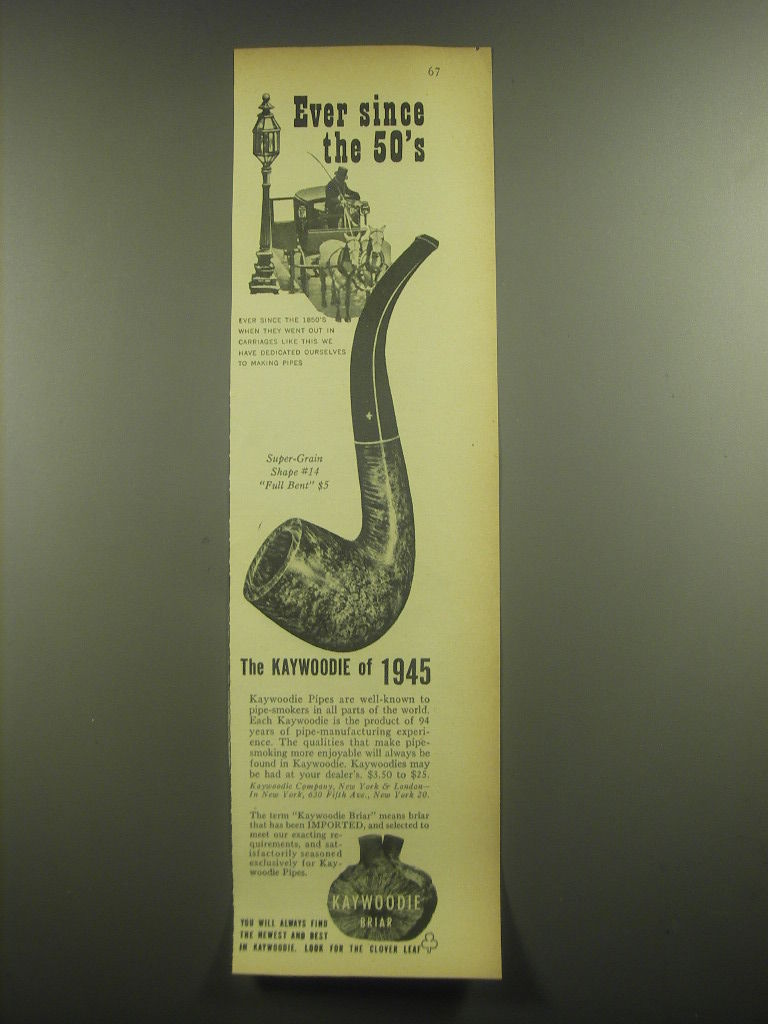 67
Ever since
the 50's
EVER SINCE THE 1850'S
WHEN THEY WENT OUT IN
CARRIAGES LIKE THIS WE
HAVE DEDICATED OURSELVES
TO MAKING PIPES
Super-Grain
Shape #14
"Full Bent" $5
The KAYWOODIE of 1945
Kaywoodie Pipes are well-known to
pipe-smokers in all parts of the world.
Each Kaywoodie is the product of 94
years of pipe-manufacturing experi-
ence. The qualities that make pipe-
smoking more enjoyable will always be
found in Kaywoodie. Kaywoodies may
be had at your dealer's. $3.50 to $25.
Kaywoodie Company, New York & London—
In New York, 630 Fifth Ave., New York 20.
The term "Kaywoodie Briar" means briar
that has been IMPORTED, and selected to
meet our exacting re-
quirements, and sat-
isfactorily seasoned
exclusively for Kay-
woodie Pipes.
KAYWOODIE
BRIAR
YOU WILL ALWAYS FIND
THE NEWEST AND BEST
IN KAYWOODIE. LOOK FOR THE CLOVER LEAF